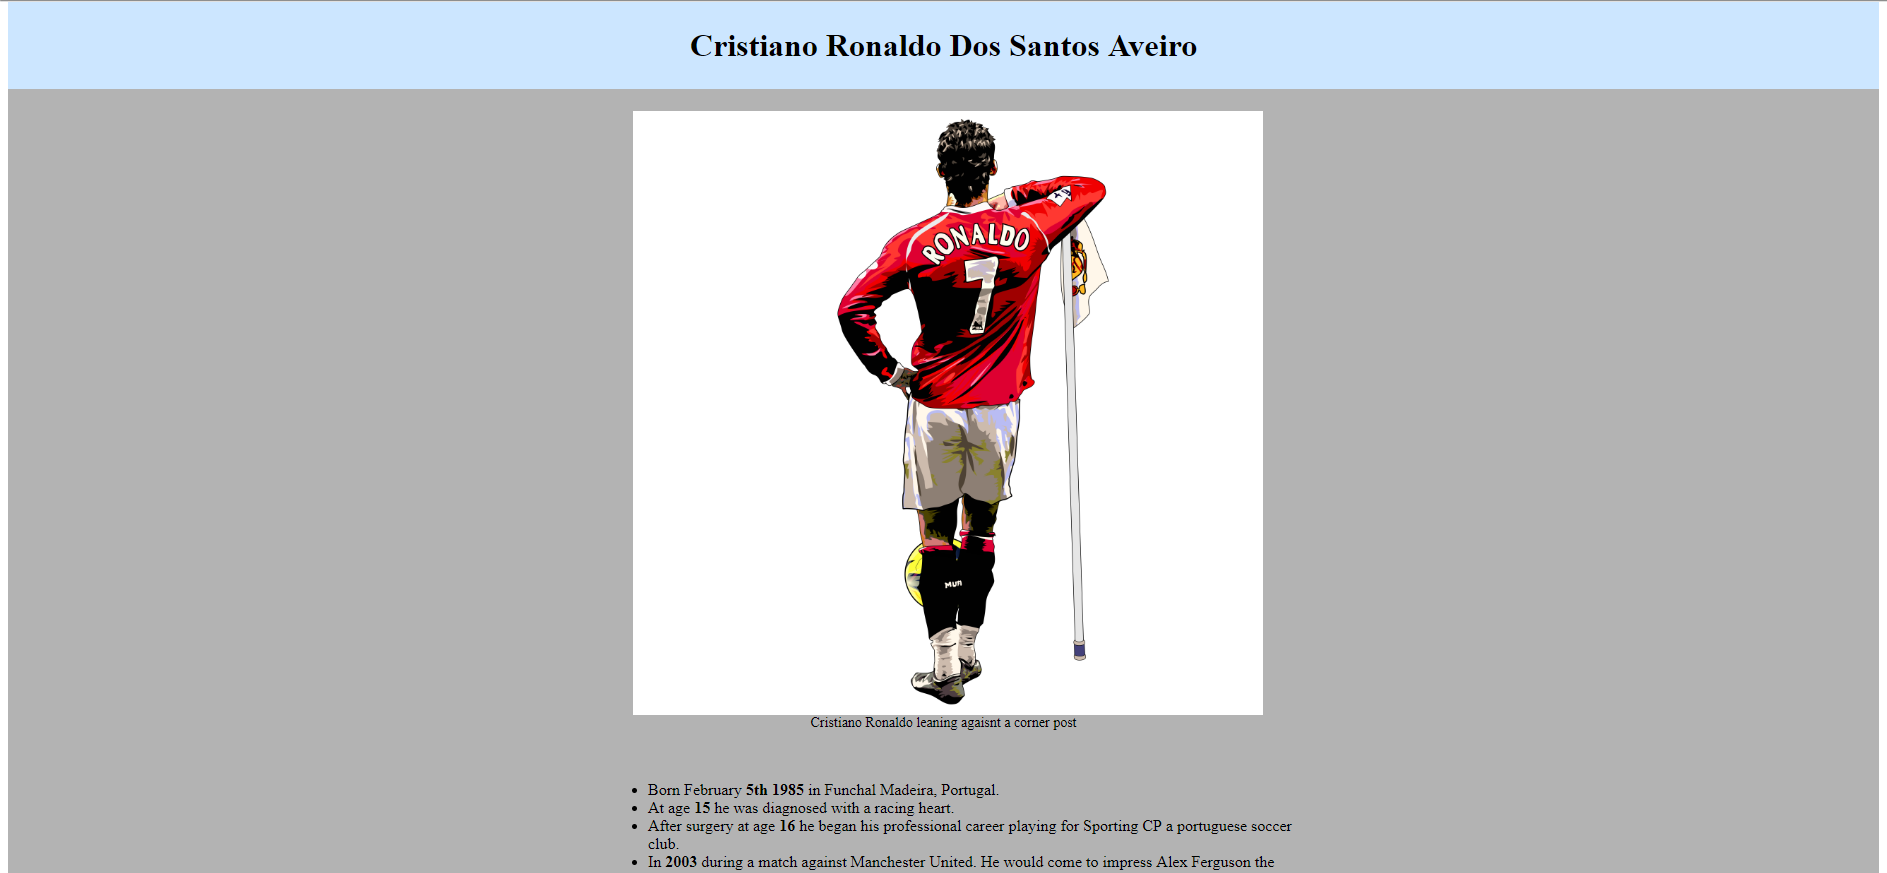 Cristiano Ronaldo Dos Santos Aveiro
RONALDO
7
MUn
Cristiano Ronaldo leaning agaisnt a corner post
Born February 5th 1985 in Funchal Madeira, Portugal.
At age 15 he was diagnosed with a racing heart.
After surgery at age 16 he began his professional career playing for Sporting CP a portuguese soccer
club.
In 2003 during a match against Manchester United. He would come to impress Alex Ferguson the